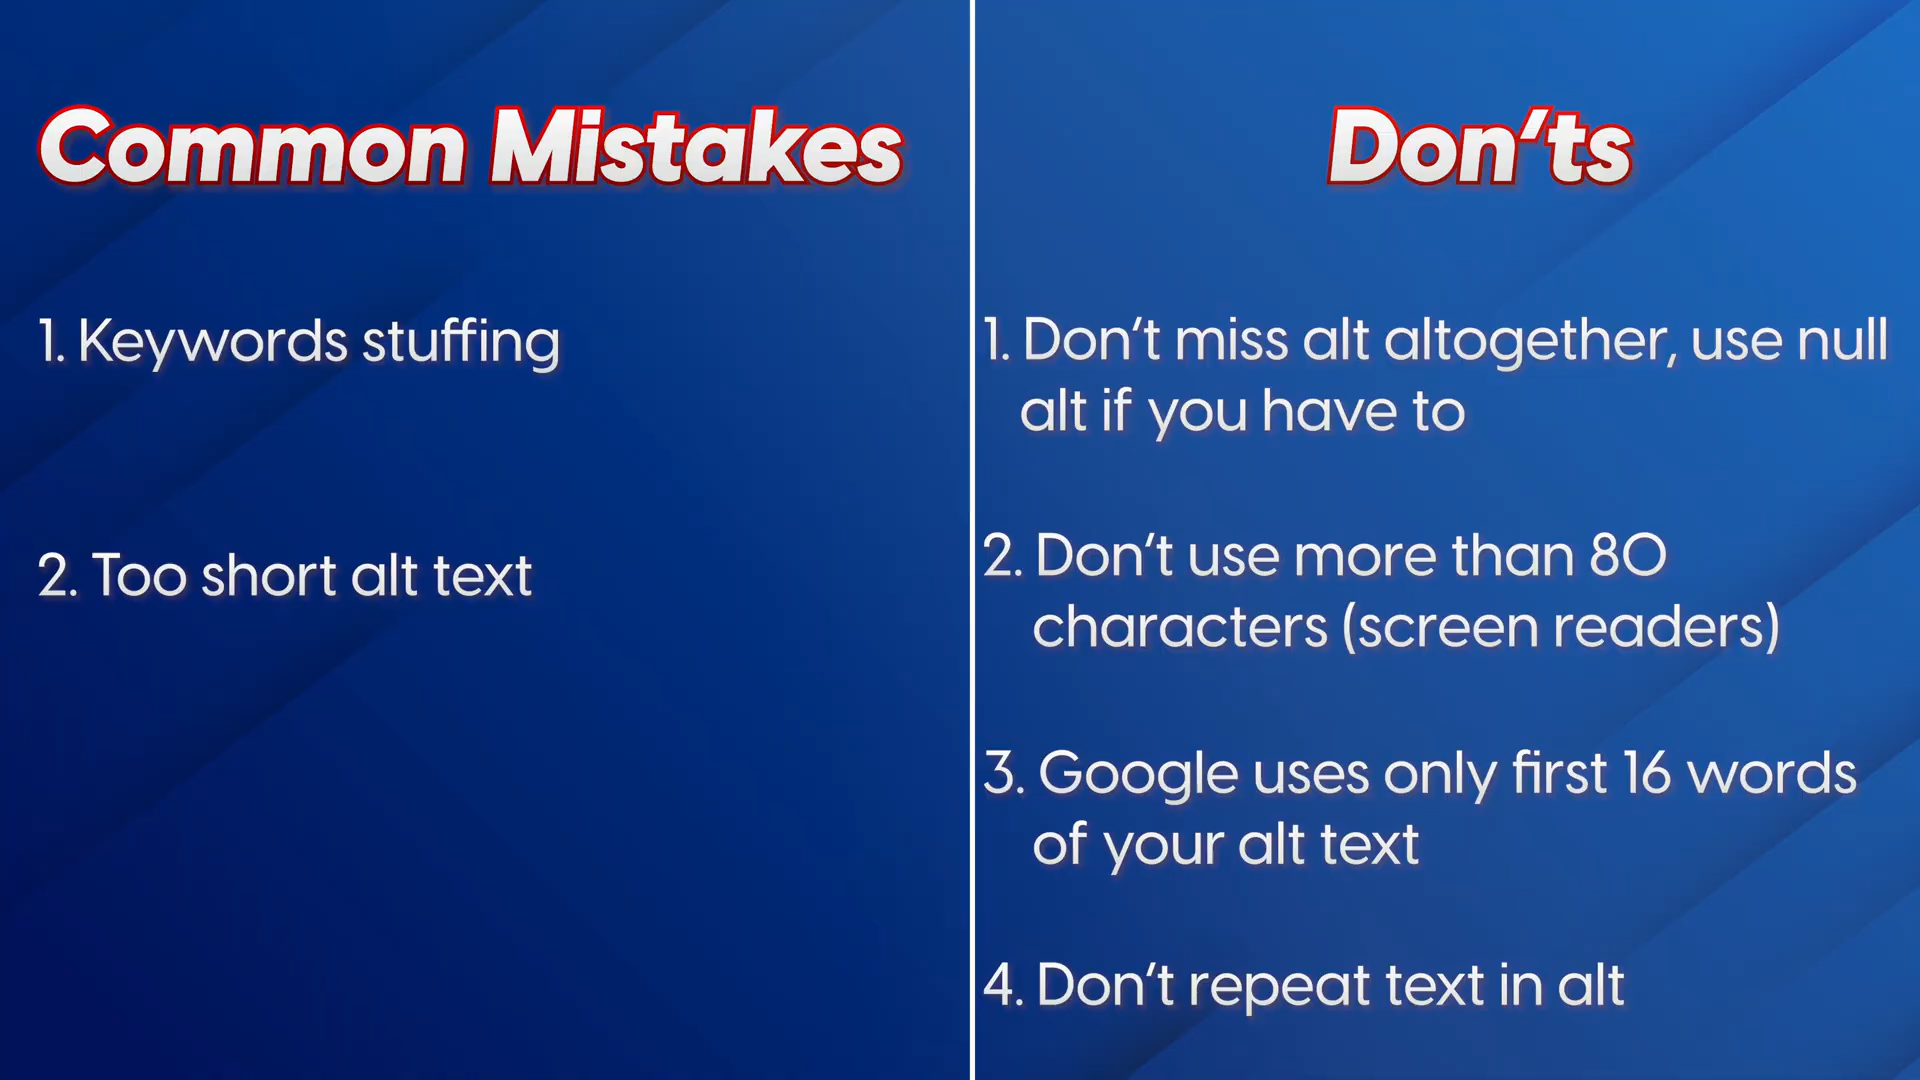 Common Mistakes
1. Keywords stuffing
2. Too short alt text
Don't​s
1. Don't miss alt altogether, use null
alt if you have to
2. Don't use more than 80
characters (screen readers)
3. Google uses only first 16 words
of your alt text
4. Don't repeat text in alt